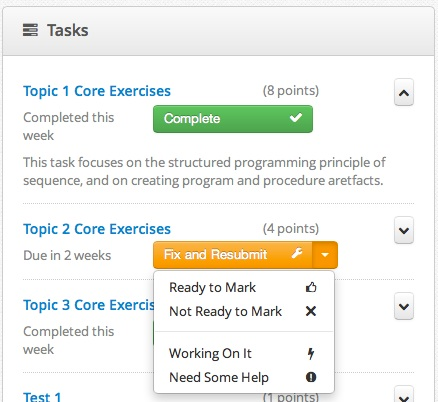 Tasks
Topic 1 Core Exercises (8 points)
Completed this
week
Complete
This task focuses on the structured programming principle of
sequence, and on creating program and procedure aretfacts.
Topic 2 Core Exercises (4 points)
Due in 2 weeks
Fix and Resubmit
Ready to Mark
Not Ready to Mark
Working On It
Need Some Help
Topic 3 Core Exercises
Completed this
week
Test 1 (1 points)